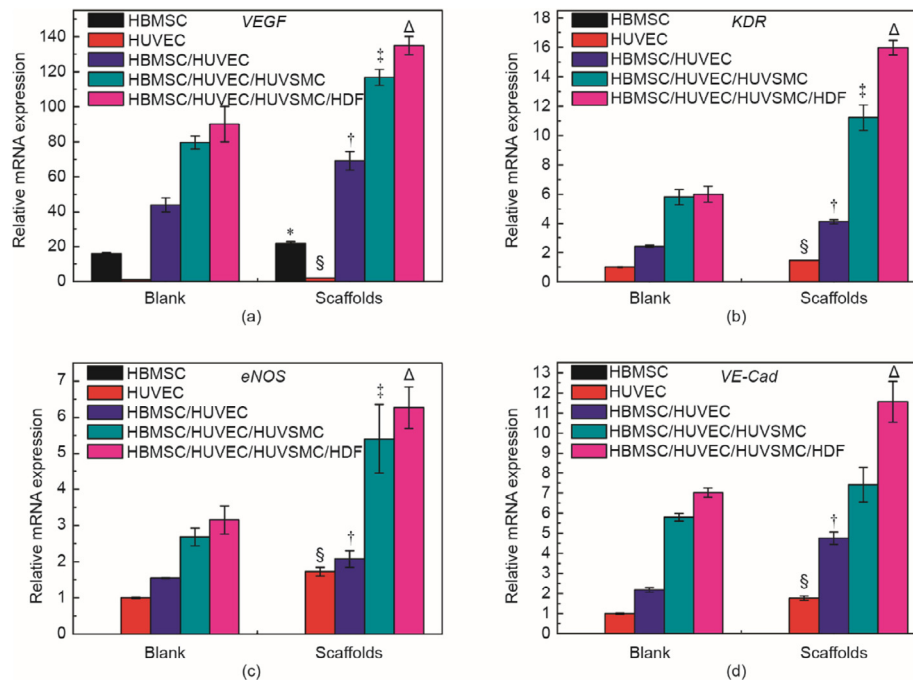 HBMSC
VEGF
HUVEC
HBMSC/HUVEC
HBMSC/HUVEC/HUVSMC
HBMSC/HUVEC/HUVSMC/HDF
Relative mRNA expression
140
120
100
80
60
40
20
0
*
§
†
‡
Δ
Blank
Scaffolds
(a)
HBMSC
KDR
HUVEC
HBMSC/HUVEC
HBMSC/HUVEC/HUVSMC
HBMSC/HUVEC/HUVSMC/HDF
Relative mRNA expression
18
16
14
12
10
8
6
4
2
0
§
†
‡
Δ
Blank
Scaffolds
(b)
HBMSC
eNOS
HUVEC
HBMSC/HUVEC
HBMSC/HUVEC/HUVSMC
HBMSC/HUVEC/HUVSMC/HDF
Relative mRNA expression
7
6
5
4
3
2
1
0
§
†
‡
Δ
Blank
Scaffolds
(c)
HBMSC
VE-Cad
HUVEC
HBMSC/HUVEC
HBMSC/HUVEC/HUVSMC
HBMSC/HUVEC/HUVSMC/HDF
Relative mRNA expression
13
12
11
10
9
8
7
6
5
4
3
2
1
0
§
†
Δ
Blank
Scaffolds
(d)